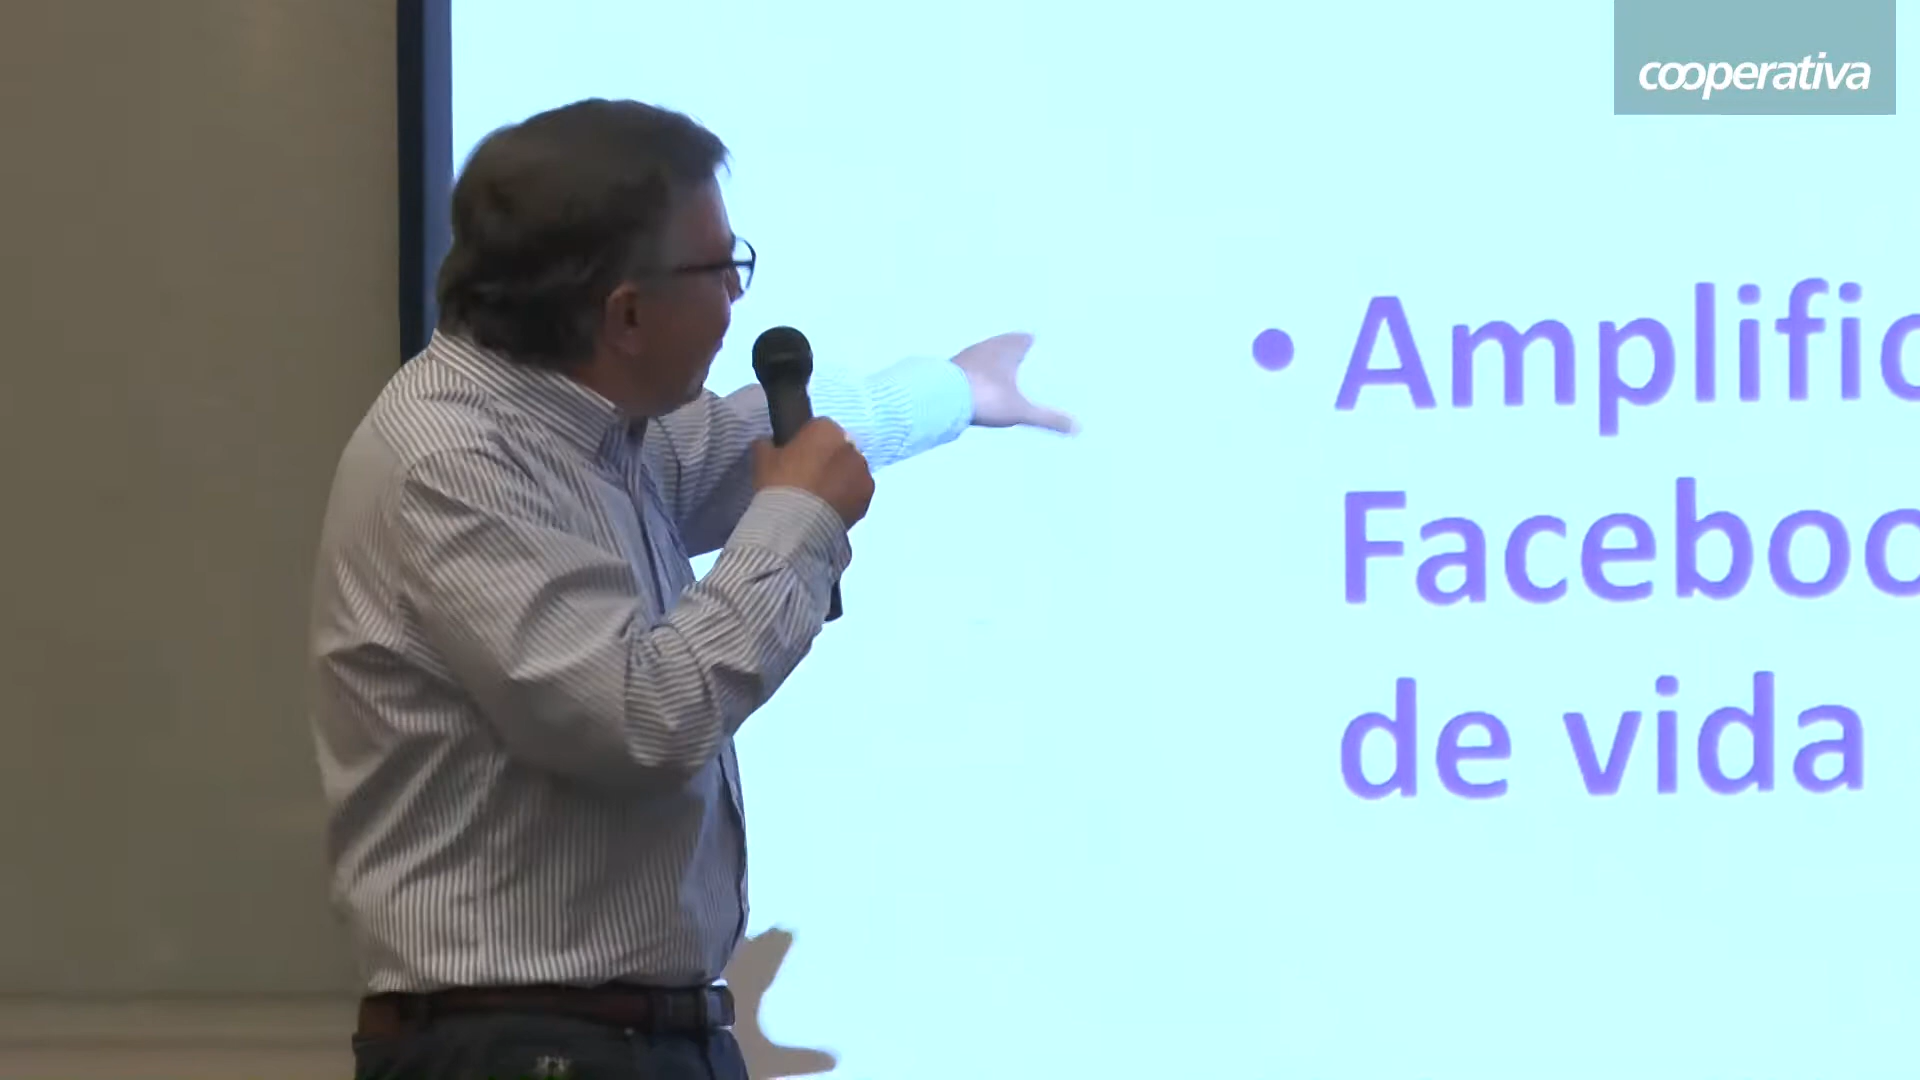 cooperativa
• Amplific
Faceboo
de vida